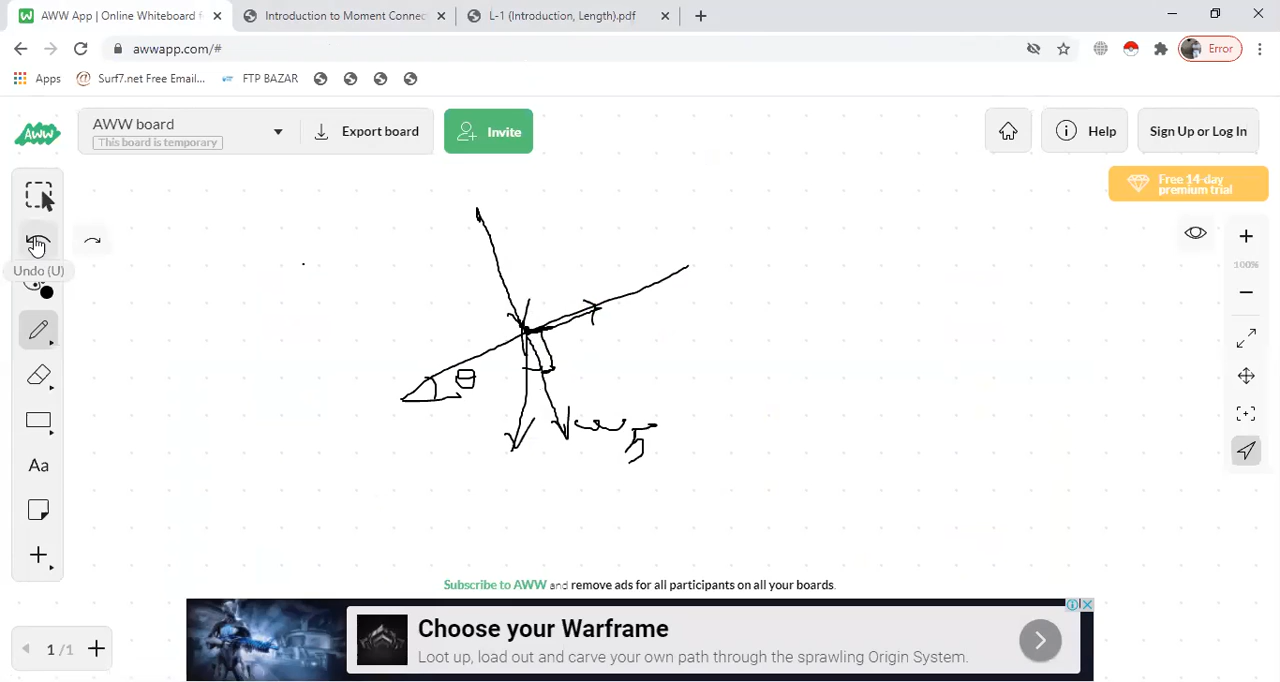 AWW App | Online Whiteboard f
Introduction to Moment Connec
L-1 (Introduction, Length).pdf
awwapp.com/#
Error
Apps
Surf7.net Free Email...
FTP BAZAR
AWW
AWW board
This board is temporary
Export board
Invite
Help
Sign Up or Log In
Free 14-day
premium trial
Undo (U)
100%
θ
Aa
Subscribe to AWW and remove ads for all participants on all your boards.
1/1
Choose your Warframe
Loot up, load out and carve your own path through the sprawling Origin System.